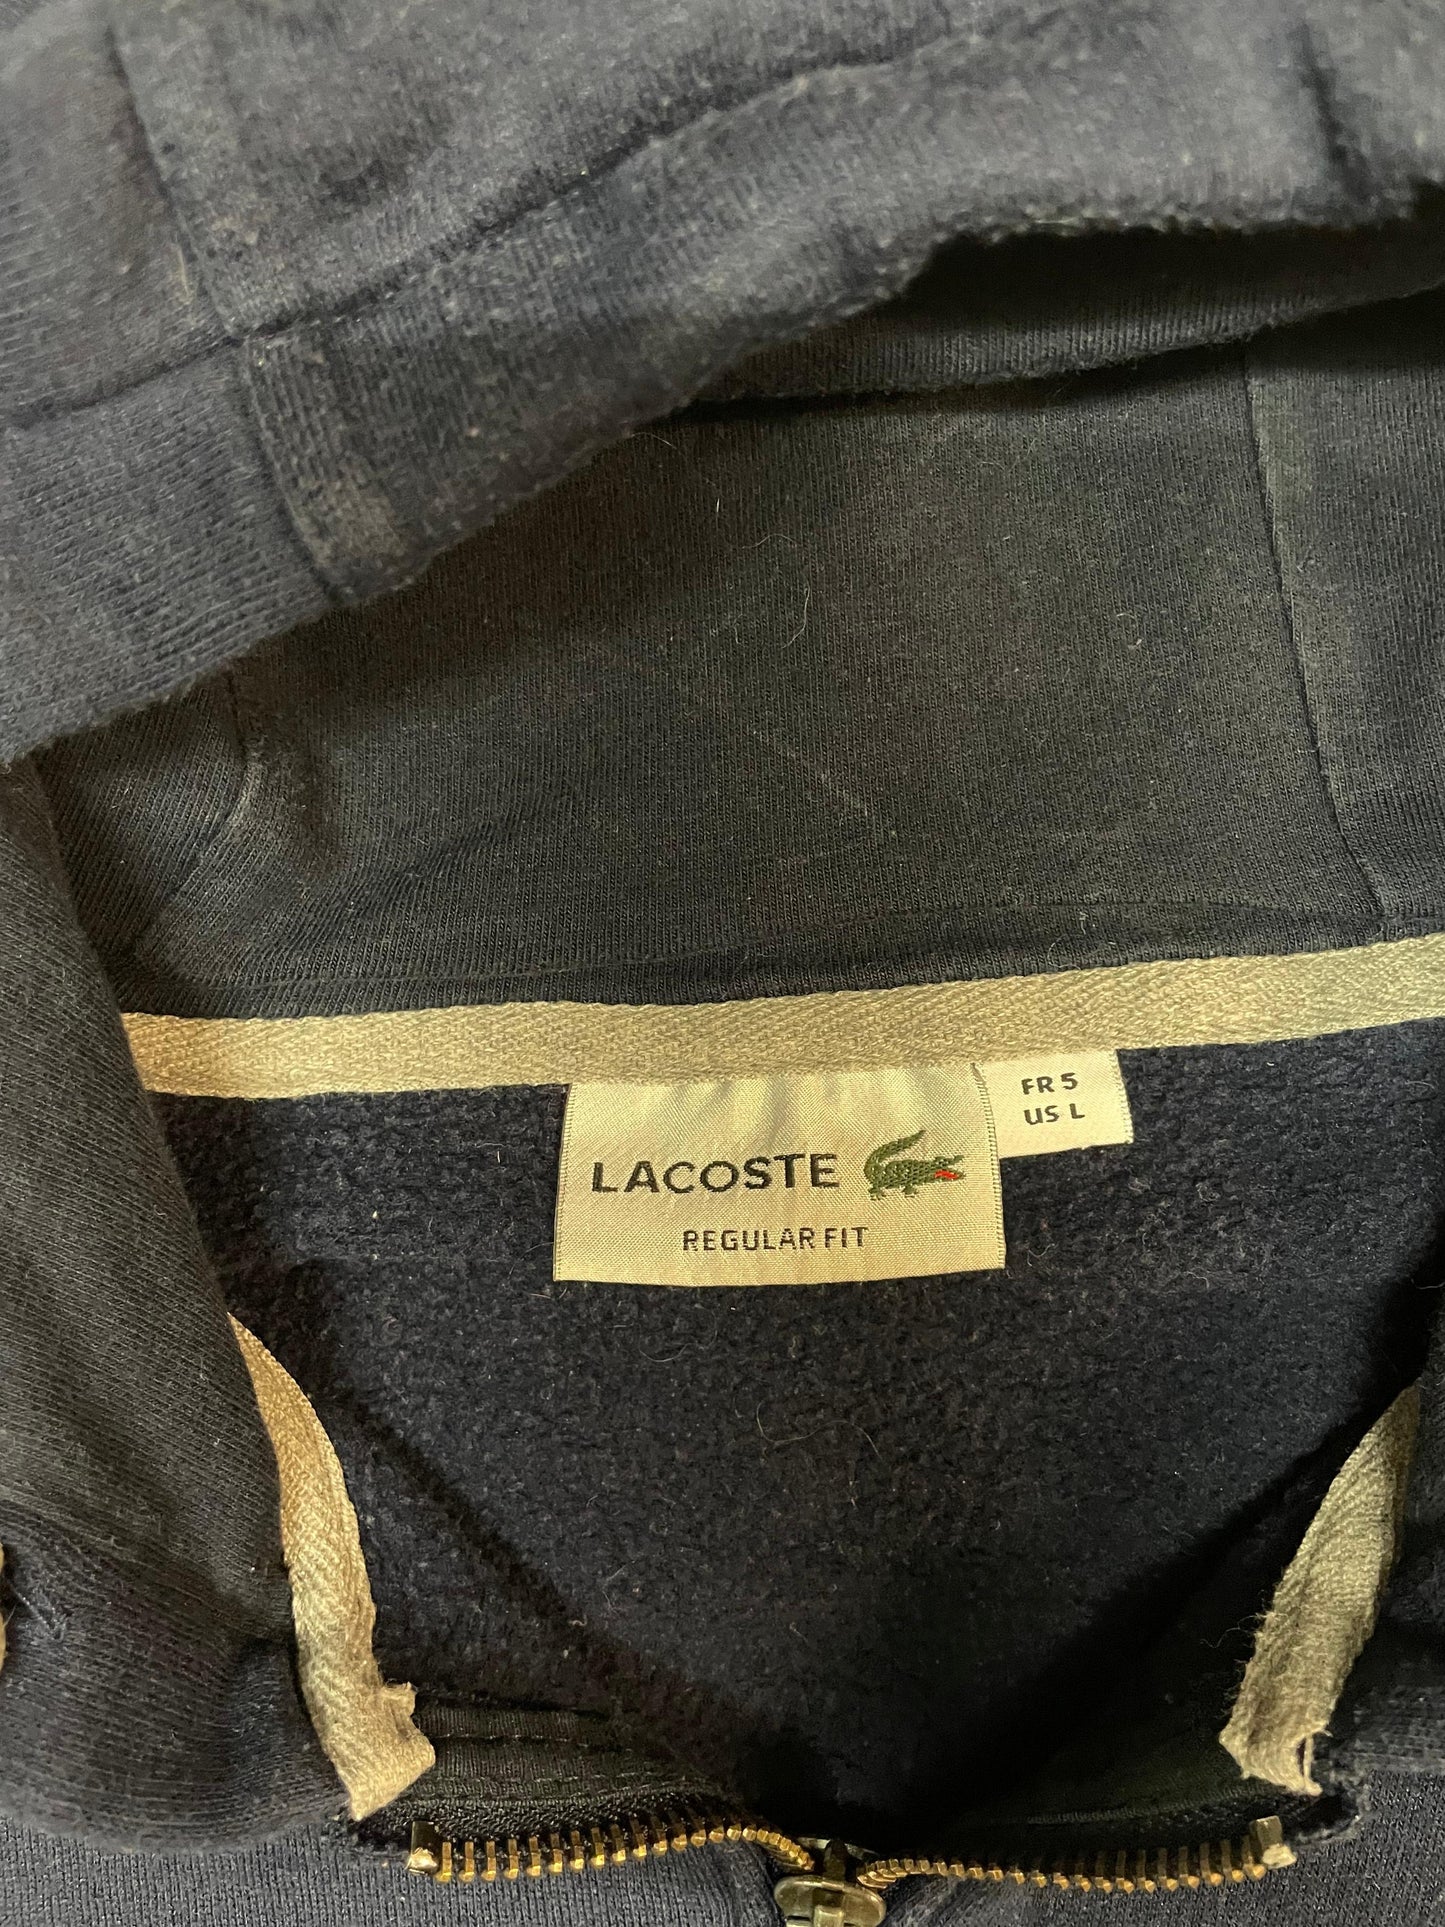 LACOSTE
REGULAR FIT
FR 5
US L